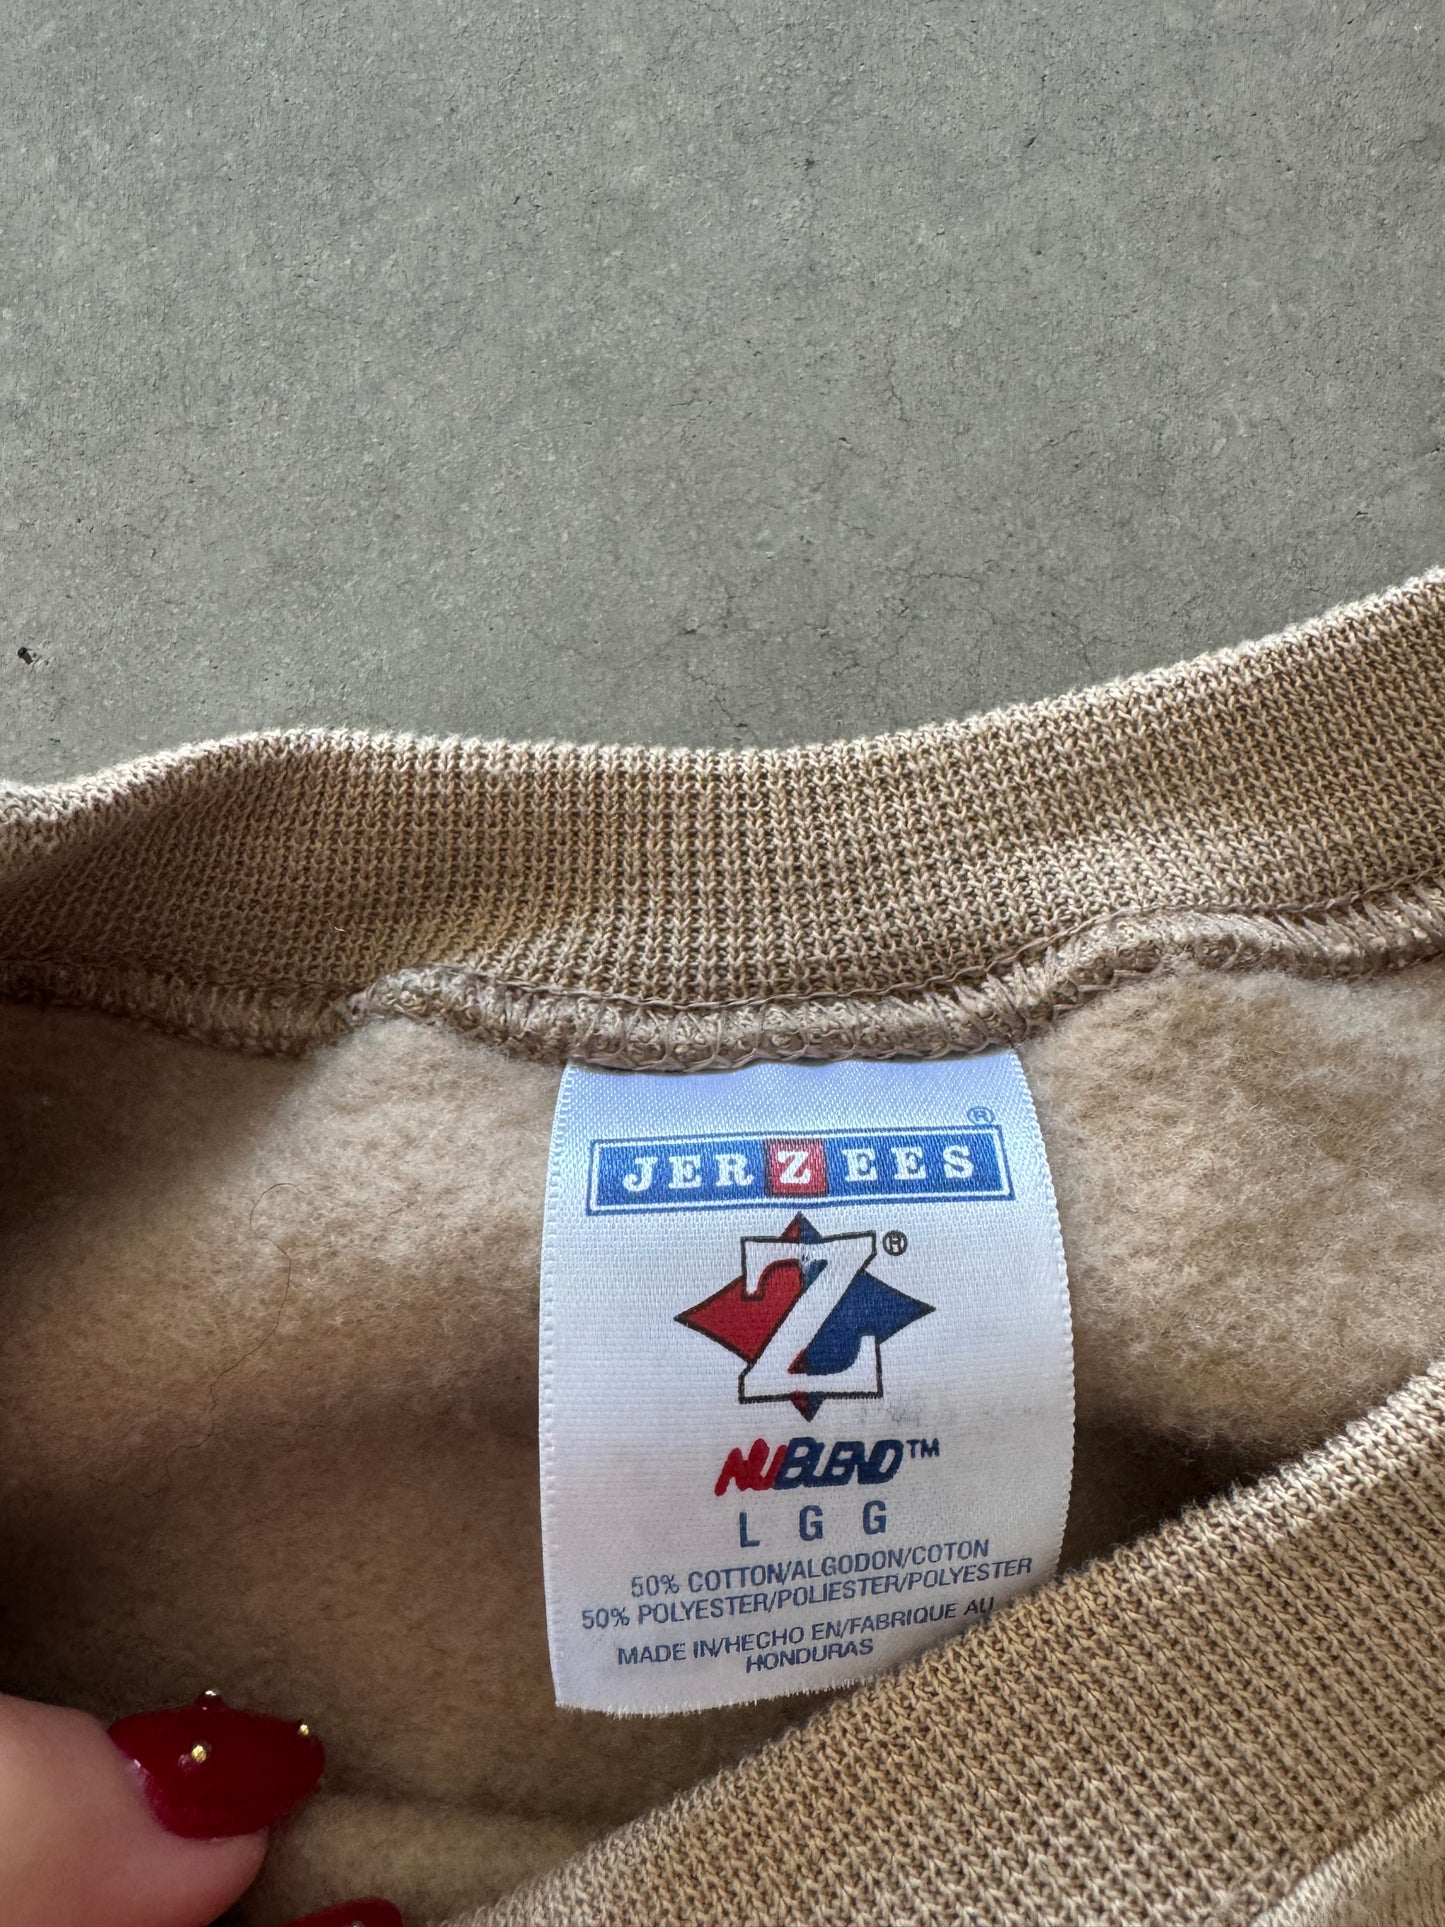 JERZEES®
Z®
NUBLEND™
L G G
50% COTTON/ALGODON/COTON
50% POLYESTER/POLIESTER/POLYESTER
MADE IN/HECHO EN/FABRIQUE AU
HONDURAS